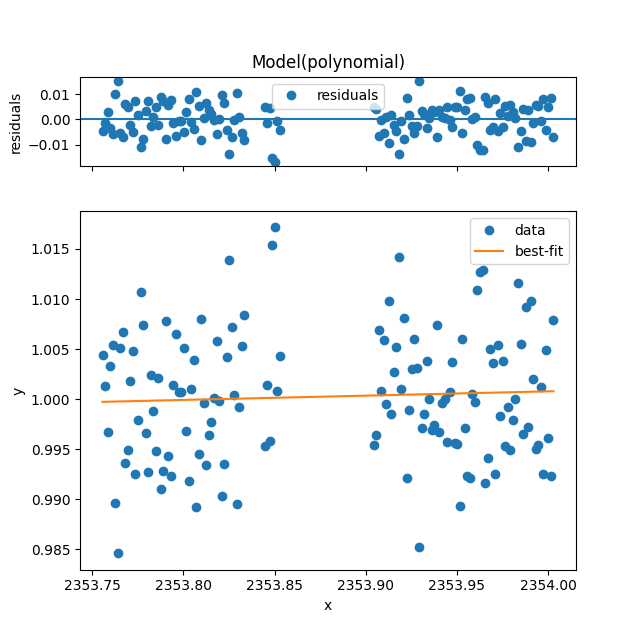 Model(polynomial)
residuals
0.01
0.00
−0.01
residuals
data
best-fit
y
1.015
1.010
1.005
1.000
0.995
0.990
0.985
2353.75 2353.80 2353.85 2353.90 2353.95 2354.00
x